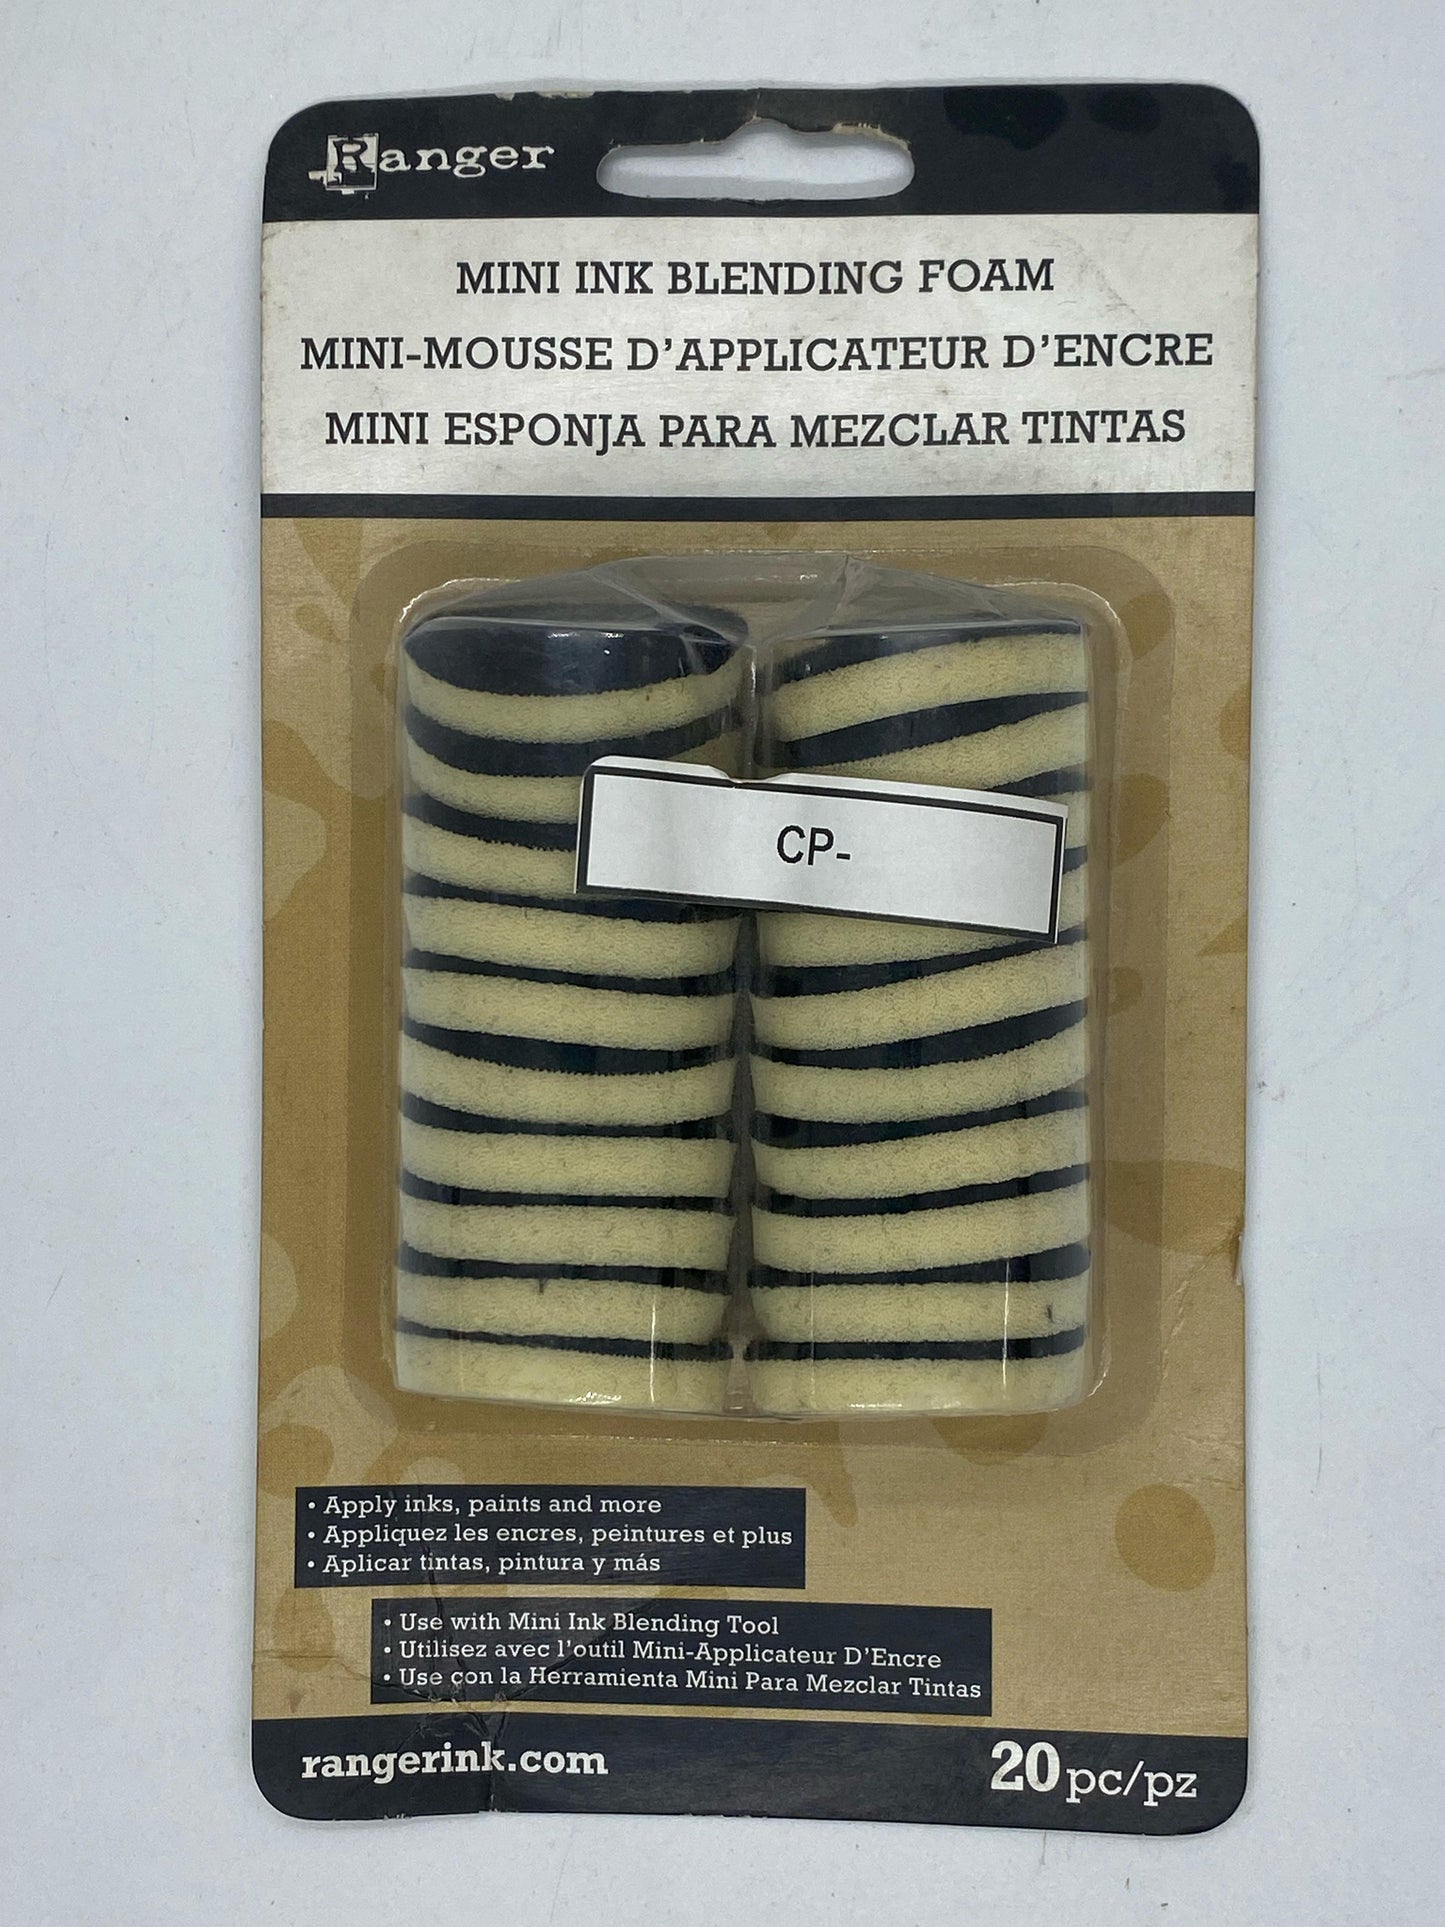 Ranger
MINI INK BLENDING FOAM
MINI-MOUSSE D'APPLICATEUR D'ENCRE
MINI ESPONJA PARA MEZCLAR TINTAS
CP-
• Apply inks, paints and more
• Appliquez les encres, peintures et plus
• Aplicar tintas, pintura y más
• Use with Mini Ink Blending Tool
• Utilisez avec l'outil Mini-Applicateur D'Encre
• Use con la Herramienta Mini Para Mezclar Tintas
rangerink.com
20 pc/pz